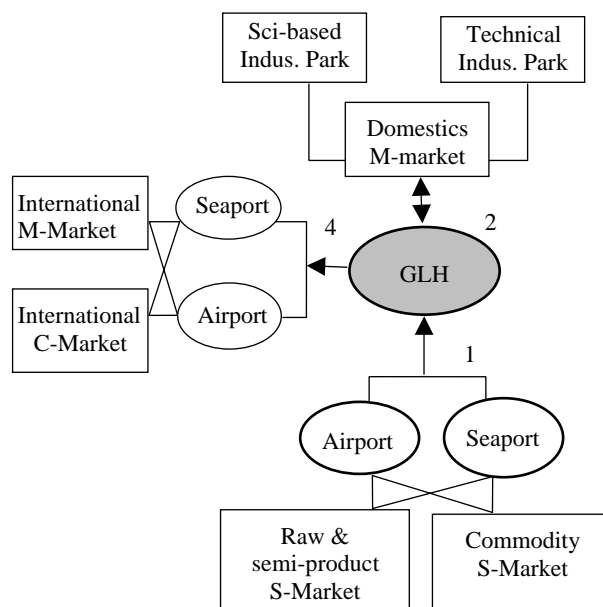 Sci-based
Indus. Park
Technical
Indus. Park
Domestics
M-market
International
M-Market
Seaport
4
2
GLH
International
C-Market
Airport
1
Airport
Seaport
Raw &
semi-product
S-Market
Commodity
S-Market